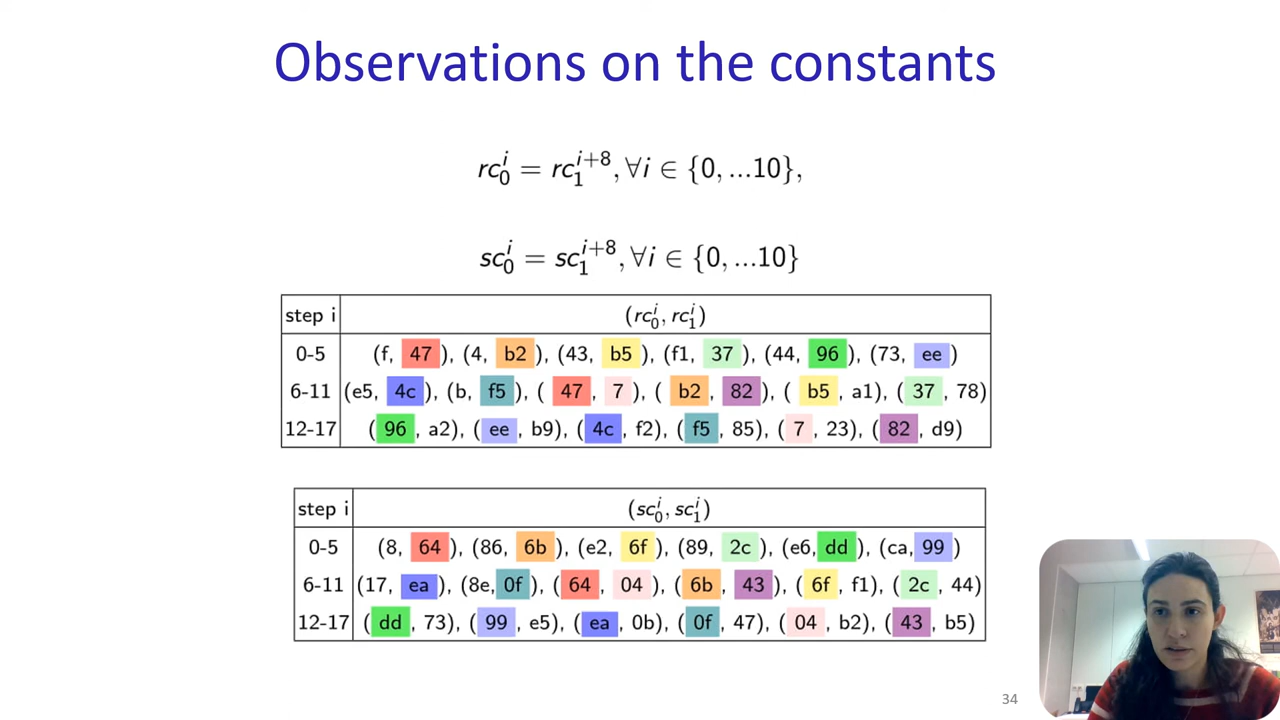 Observations on the constants
rc₀ⁱ = rc₁ⁱ⁺⁸, ∀i ∈ {0, ...10},
sc₀ⁱ = sc₁ⁱ⁺⁸, ∀i ∈ {0, ...10}
step i (rc₀ⁱ, rc₁ⁱ)
0-5 (f, 47), (4, b2), (43, b5), (f1, 37), (44, 96), (73, ee)
6-11 (e5, 4c), (b, f5), (47, 7), (b2, 82), (b5, a1), (37, 78)
12-17 (96, a2), (ee, b9), (4c, f2), (f5, 85), (7, 23), (82, d9)
step i (sc₀ⁱ, sc₁ⁱ)
0-5 (8, 64), (86, 6b), (e2, 6f), (89, 2c), (e6, dd), (ca, 99)
6-11 (17, ea), (8e, 0f), (64, 04), (6b, 43), (6f, f1), (2c, 44)
12-17 (dd, 73), (99, e5), (ea, 0b), (0f, 47), (04, b2), (43, b5)
34